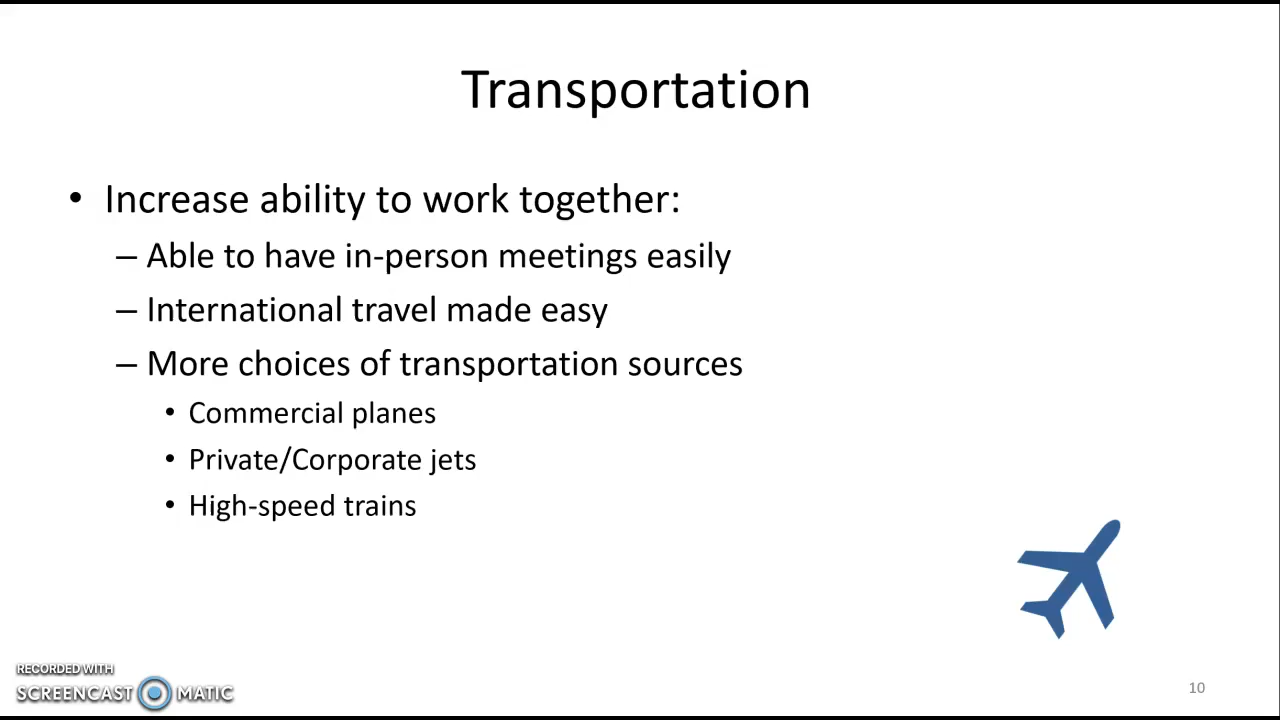 Transportation
• Increase ability to work together:
– Able to have in-person meetings easily
– International travel made easy
– More choices of transportation sources
• Commercial planes
• Private/Corporate jets
• High-speed trains
RECORDED WITH
SCREENCAST MATIC
10